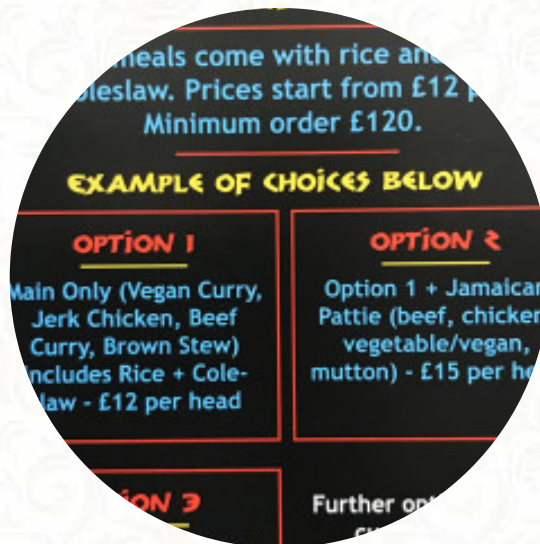 meals come with rice and
coleslaw. Prices start from £12 p
Minimum order £120.
EXAMPLE OF CHOICES BELOW
OPTION 1
Main Only (Vegan Curry,
Jerk Chicken, Beef
Curry, Brown Stew)
Includes Rice + Cole-
law - £12 per head
OPTION 2
Option 1 + Jamaican
Pattie (beef, chicken
vegetable/vegan,
mutton) - £15 per he
ION 3
Further opt